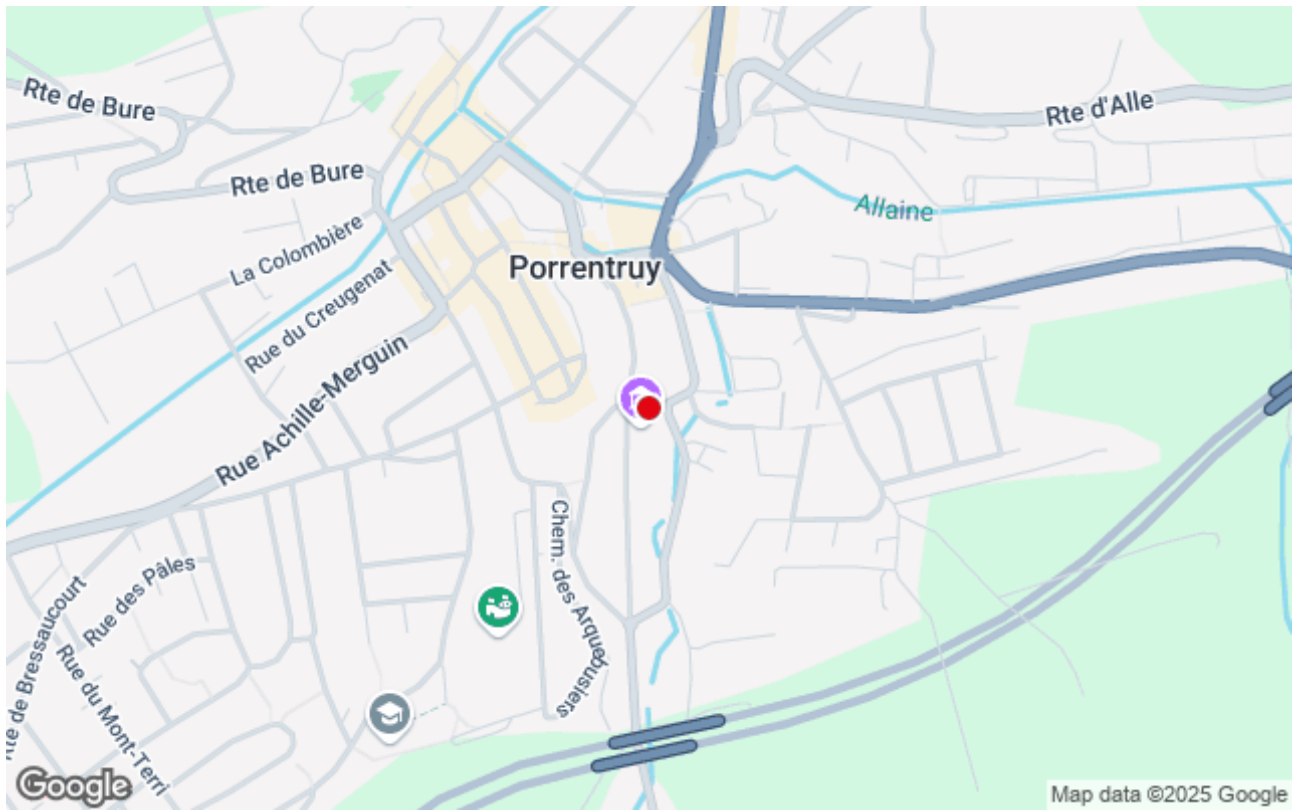 Rte de Bure
Rte d'Alle
Rte de Bure
Allaine
La Colombière
Porrentruy
Rue du Creugenat
Rue Achille-Merguin
Chem. des Arquebusiers
Rue des Pâles
Rte de Bressaucourt
Rue du Mont-Terri
Google
Map data ©2025 Google